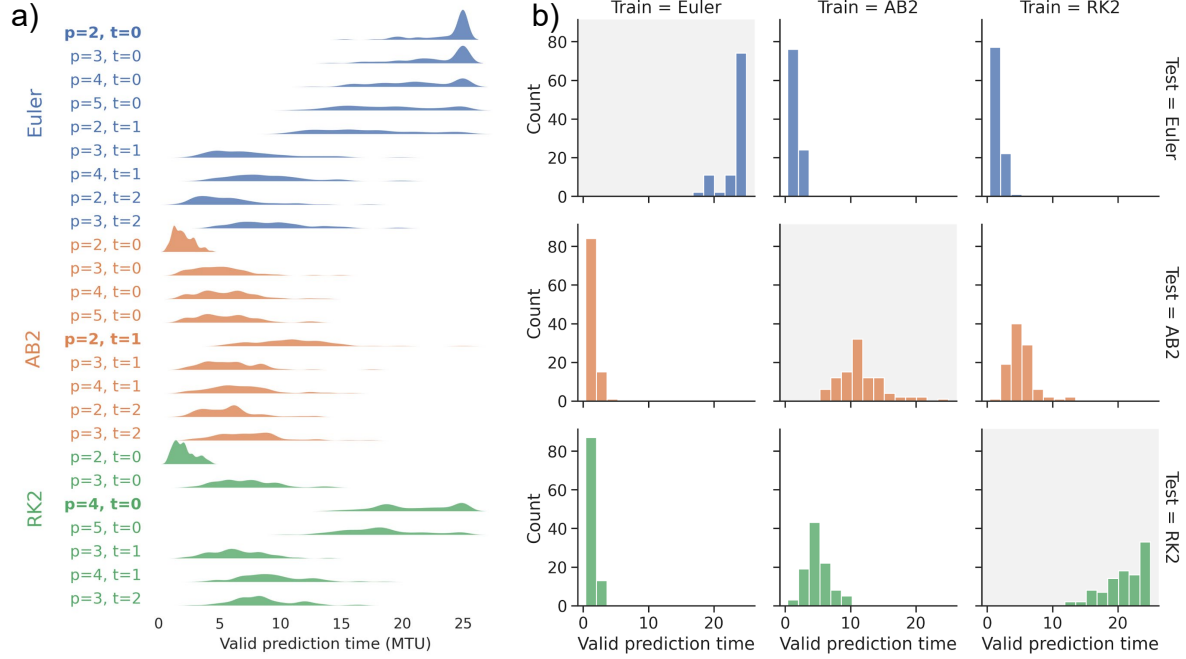 a)
Euler
p=2, t=0
p=3, t=0
p=4, t=0
p=5, t=0
p=2, t=1
p=3, t=1
p=4, t=1
p=2, t=2
p=3, t=2
AB2
p=2, t=0
p=3, t=0
p=4, t=0
p=5, t=0
p=2, t=1
p=3, t=1
p=4, t=1
p=2, t=2
p=3, t=2
RK2
p=2, t=0
p=3, t=0
p=4, t=0
p=5, t=0
p=3, t=1
p=4, t=1
p=3, t=2
0 5 10 15 20 25
Valid prediction time (MTU)
b)
Train = Euler Train = AB2 Train = RK2
80
60
40
20
0
Count
Test = Euler
80
60
40
20
0
Count
Test = AB2
80
60
40
20
0
Count
Test = RK2
0 10 20 0 10 20 0 10 20
Valid prediction time Valid prediction time Valid prediction time